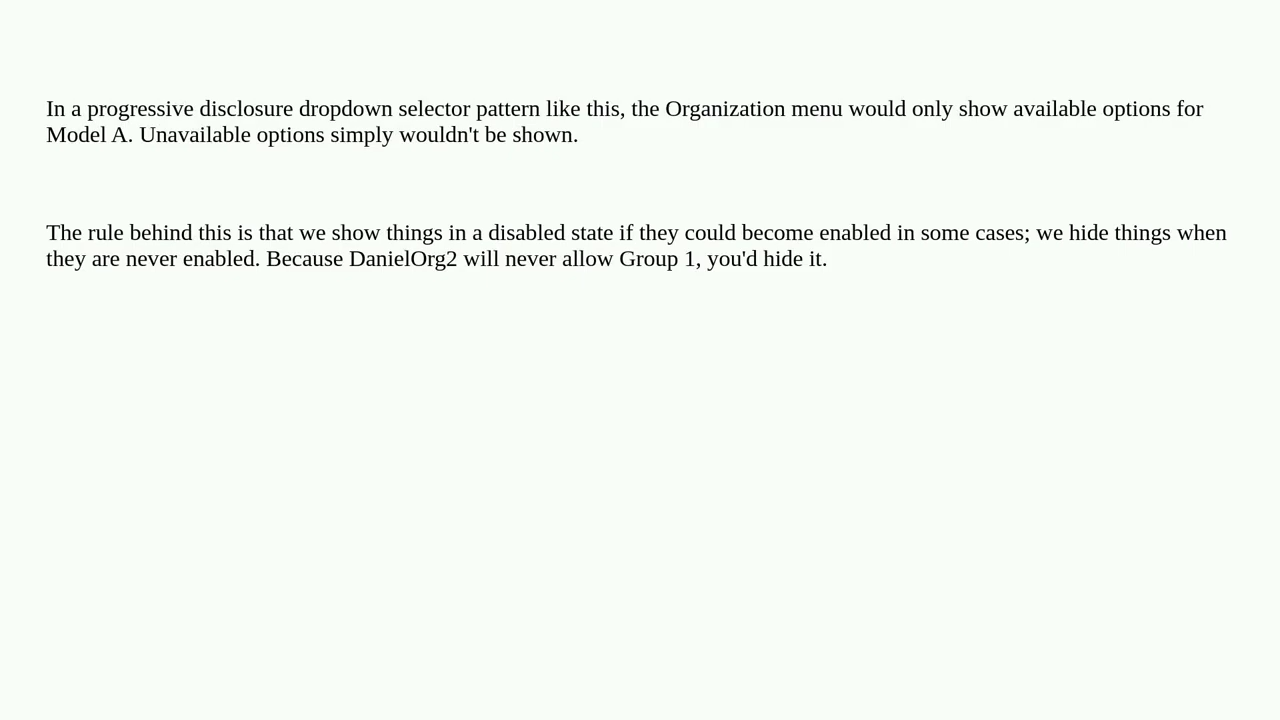 In a progressive disclosure dropdown selector pattern like this, the Organization menu would only show available options for
Model A. Unavailable options simply wouldn't be shown.
The rule behind this is that we show things in a disabled state if they could become enabled in some cases; we hide things when
they are never enabled. Because DanielOrg2 will never allow Group 1, you'd hide it.